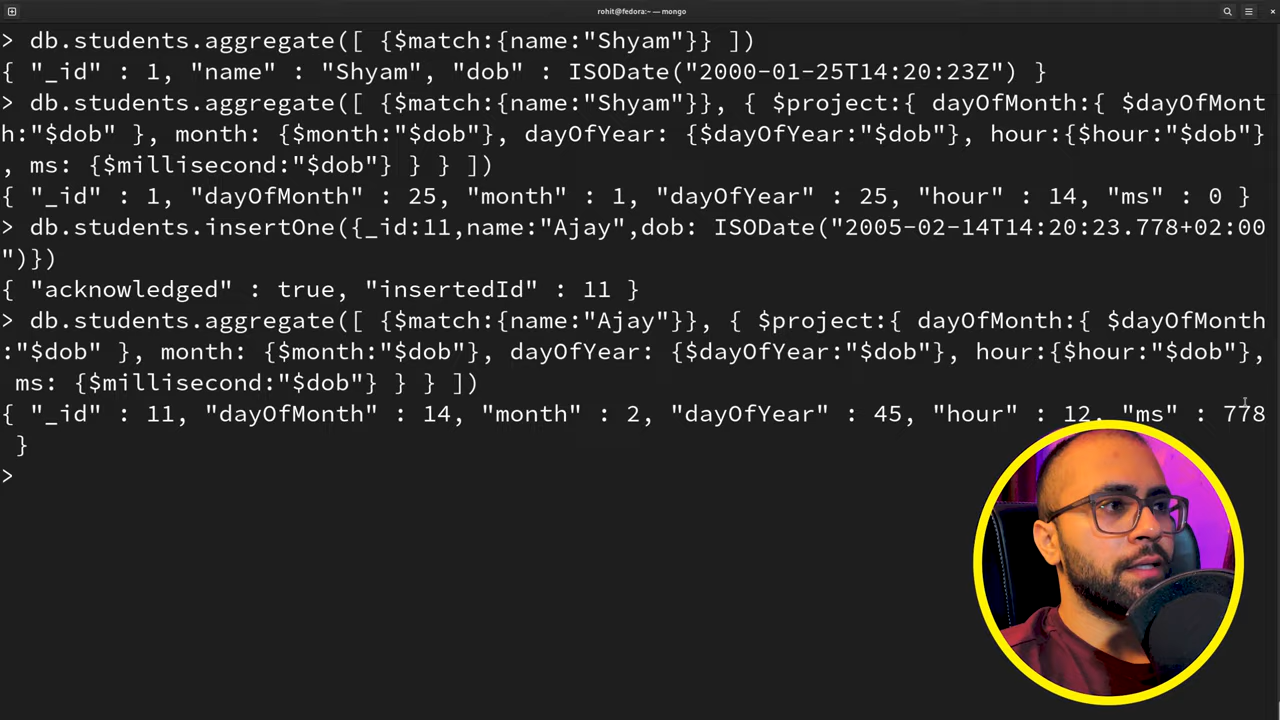 rohit@fedora:~ — mongo
> db.students.aggregate([ {$match:{name:"Shyam"}} ])
{ "_id" : 1, "name" : "Shyam", "dob" : ISODate("2000-01-25T14:20:23Z") }
> db.students.aggregate([ {$match:{name:"Shyam"}}, { $project:{ dayOfMonth:{ $dayOfMont
h:"$dob" }, month: {$month:"$dob"}, dayOfYear: {$dayOfYear:"$dob"}, hour:{$hour:"$dob"}
, ms: {$millisecond:"$dob"} } } ])
{ "_id" : 1, "dayOfMonth" : 25, "month" : 1, "dayOfYear" : 25, "hour" : 14, "ms" : 0 }
> db.students.insertOne({_id:11,name:"Ajay",dob: ISODate("2005-02-14T14:20:23.778+02:00
")})
{ "acknowledged" : true, "insertedId" : 11 }
> db.students.aggregate([ {$match:{name:"Ajay"}}, { $project:{ dayOfMonth:{ $dayOfMonth
:"$dob" }, month: {$month:"$dob"}, dayOfYear: {$dayOfYear:"$dob"}, hour:{$hour:"$dob"},
ms: {$millisecond:"$dob"} } } ])
{ "_id" : 11, "dayOfMonth" : 14, "month" : 2, "dayOfYear" : 45, "hour" : 12, "ms" : 778
}
>